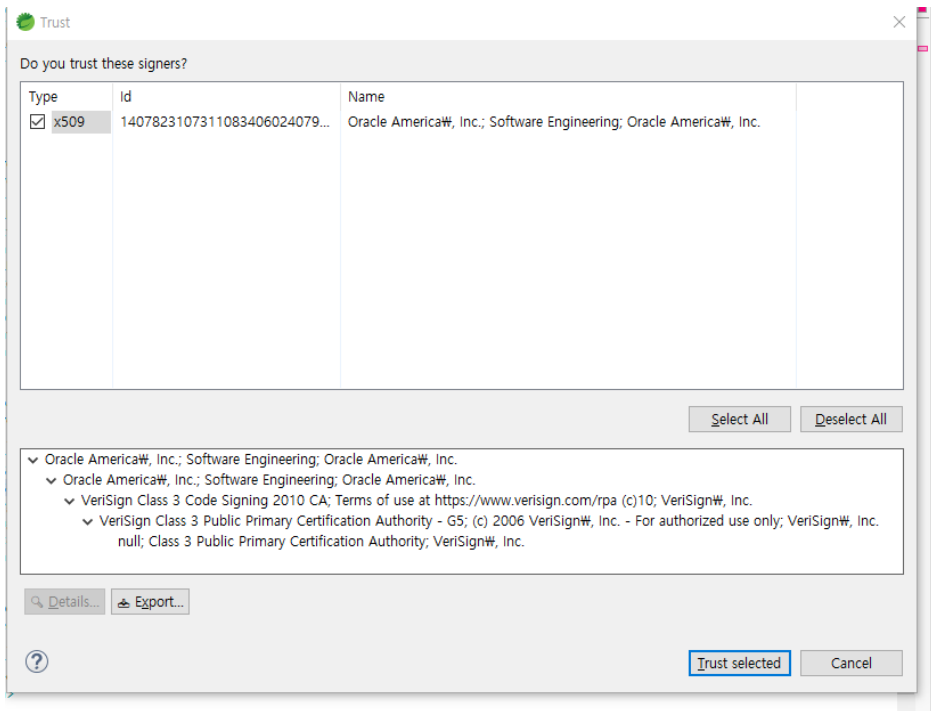 Trust
Do you trust these signers?
Type Id Name
x509 1407823107311083406024079... Oracle America₩, Inc.; Software Engineering; Oracle America₩, Inc.
Select All Deselect All
Oracle America₩, Inc.; Software Engineering; Oracle America₩, Inc.
Oracle America₩, Inc.; Software Engineering; Oracle America₩, Inc.
VeriSign Class 3 Code Signing 2010 CA; Terms of use at https://www.verisign.com/rpa (c)10; VeriSign₩, Inc.
VeriSign Class 3 Public Primary Certification Authority - G5; (c) 2006 VeriSign₩, Inc. - For authorized use only; VeriSign₩, Inc.
null; Class 3 Public Primary Certification Authority; VeriSign₩, Inc.
Details... Export...
Trust selected Cancel